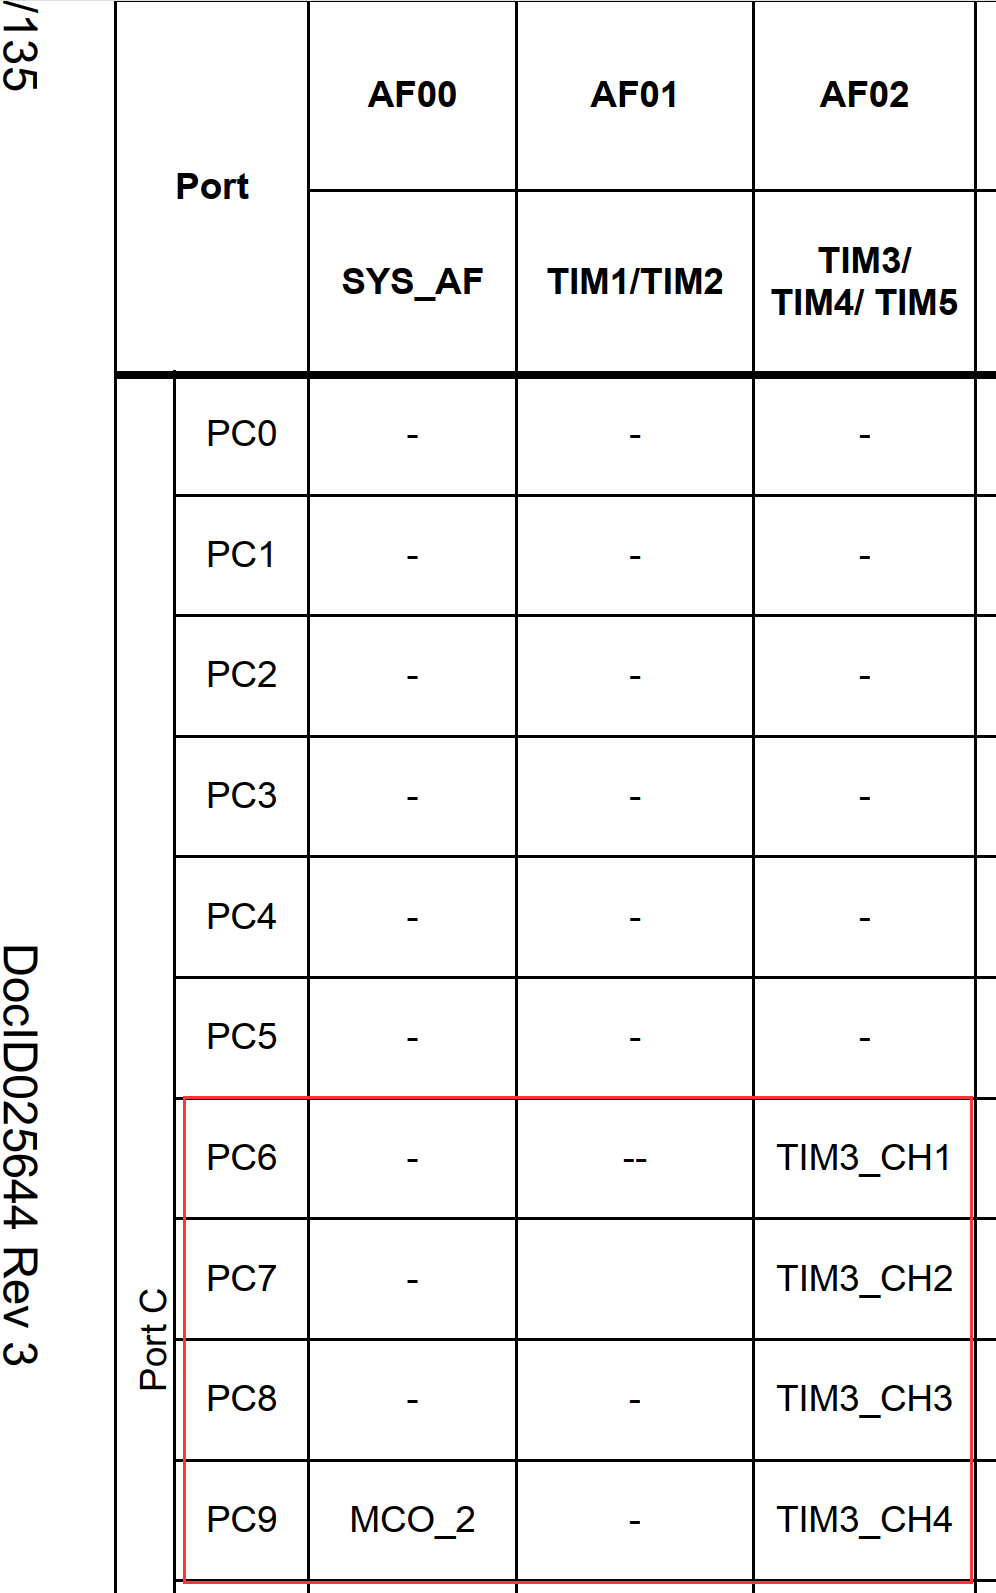 /135
DocID025644 Rev 3
Port
AF00
AF01
AF02
SYS_AF
TIM1/TIM2
TIM3/
TIM4/ TIM5
Port C
PC0 - - -
PC1 - - -
PC2 - - -
PC3 - - -
PC4 - - -
PC5 - - -
PC6 - -- TIM3_CH1
PC7 - TIM3_CH2
PC8 - - TIM3_CH3
PC9 MCO_2 - TIM3_CH4